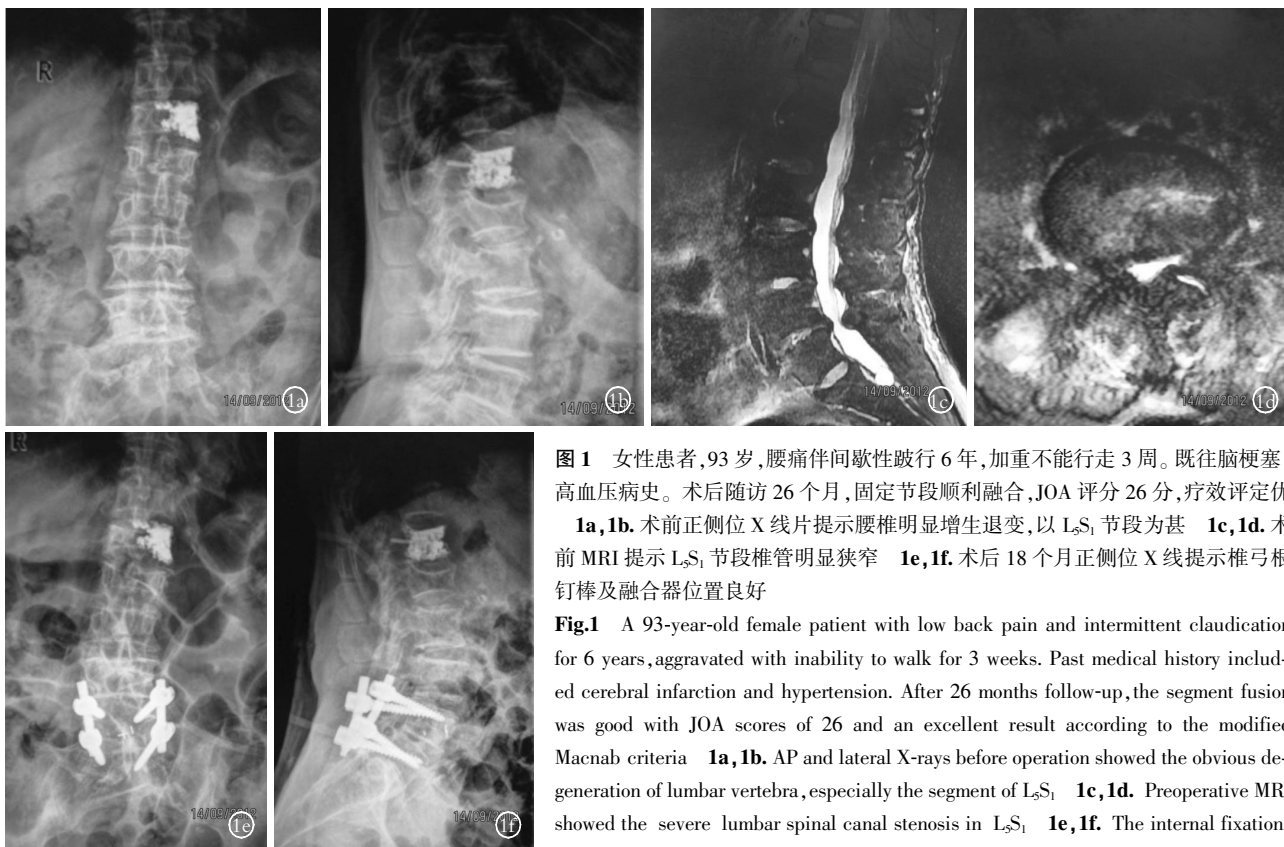 R
14/09/2012 1a
14/09/2012 1b
14/09/2012 1c
14/09/2012 1d
R
14/09/2012 1e
14/09/2012 1f
图 1 女性患者,93 岁,腰痛伴间歇性跛行 6 年,加重不能行走 3 周。既往脑梗塞、
高血压病史。术后随访 26 个月,固定节段顺利融合,JOA 评分 26 分,疗效评定优
1a,1b. 术前正侧位 X 线片提示腰椎明显增生退变,以 L5S1 节段为甚 1c,1d. 术
前 MRI 提示 L5S1 节段椎管明显狭窄 1e,1f. 术后 18 个月正侧位 X 线提示椎弓根
钉棒及融合器位置良好
Fig.1 A 93-year-old female patient with low back pain and intermittent claudication
for 6 years,aggravated with inability to walk for 3 weeks. Past medical history includ-
ed cerebral infarction and hypertension. After 26 months follow-up,the segment fusion
was good with JOA scores of 26 and an excellent result according to the modified
Macnab criteria 1a,1b. AP and lateral X-rays before operation showed the obvious de-
generation of lumbar vertebra,especially the segment of L5S1 1c,1d. Preoperative MR
showed the severe lumbar spinal canal stenosis in L5S1 1e,1f. The internal fixation